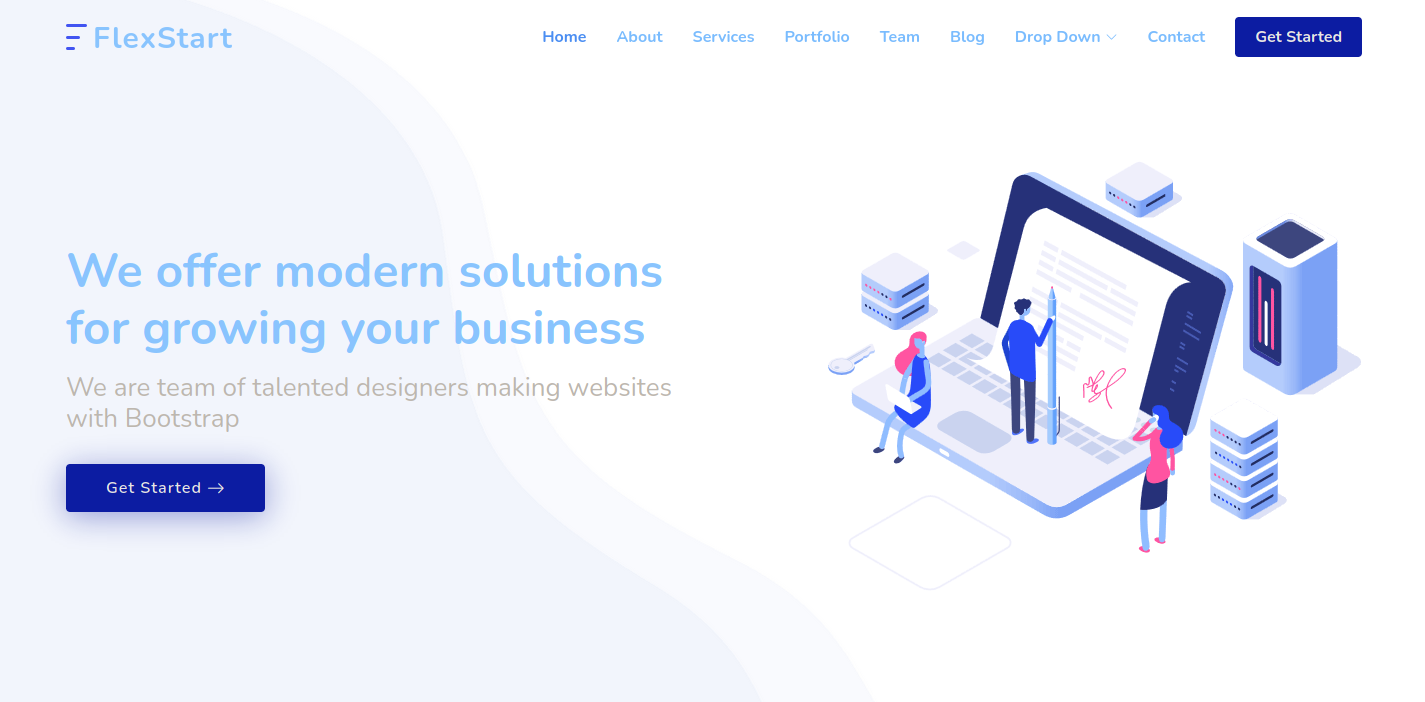 FlexStart
Home About Services Portfolio Team Blog Drop Down Contact Get Started
We offer modern solutions
for growing your business
We are team of talented designers making websites
with Bootstrap
Get Started →